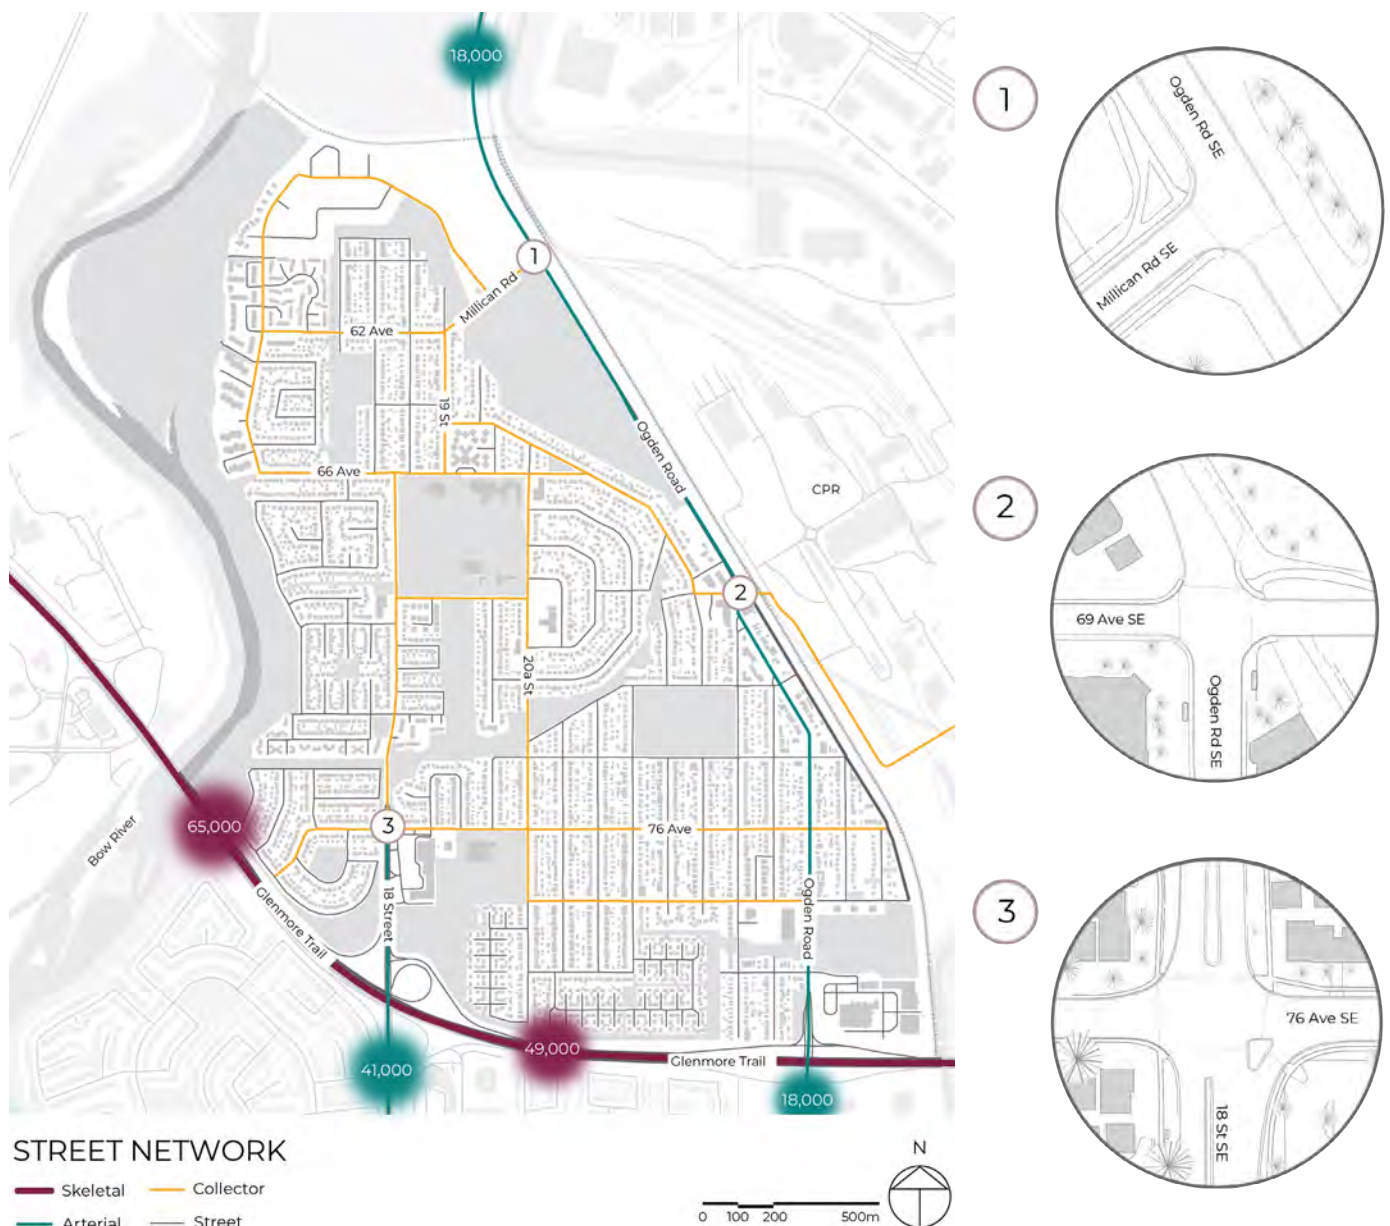 18,000
1
Ogden Rd SE
Millican Rd SE
1
Millican Rd
62 Ave
19 St
Ogden Road
66 Ave
CPR
2
2
69 Ave SE
Ogden Rd SE
20a St
65,000
Bow River
3
76 Ave
3
76 Ave SE
18 St SE
18 Street
Ogden Road
Glenmore Trail
49,000
Glenmore Trail
41,000
18,000
STREET NETWORK
Skeletal
Collector
Arterial
Street
N
0 100 200 500m